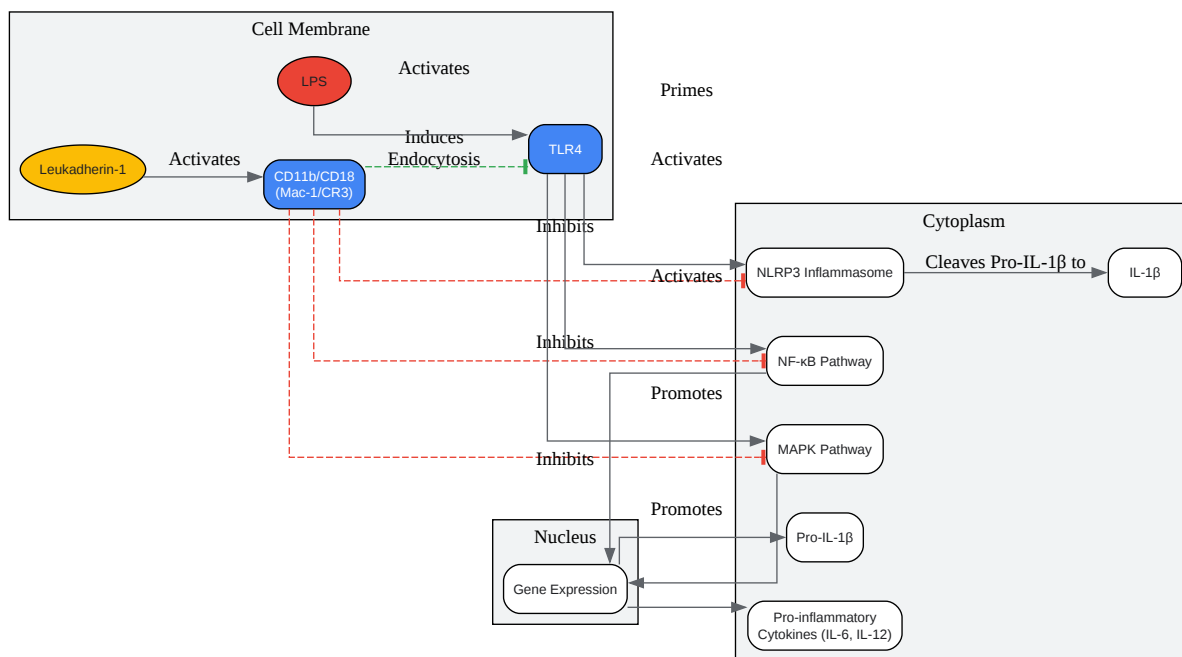 Cell Membrane
LPS
Activates
Primes
Induces
Endocytosis
TLR4
Leukadherin-1
Activates
CD11b/CD18
(Mac-1/CR3)
Activates
Inhibits
Cytoplasm
NLRP3 Inflammasome
Cleaves Pro-IL-1β to
IL-1β
Activates
Inhibits
NF-κB Pathway
Promotes
MAPK Pathway
Inhibits
Promotes
Nucleus
Pro-IL-1β
Gene Expression
Pro-inflammatory
Cytokines (IL-6, IL-12)